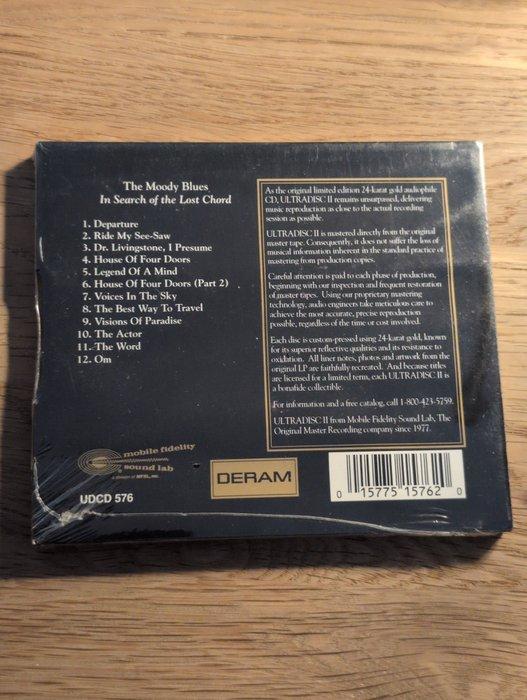 The Moody Blues
In Search of the Lost Chord
1. Departure
2. Ride My See-Saw
3. Dr. Livingstone, I Presume
4. House Of Four Doors
5. Legend Of A Mind
6. House Of Four Doors (Part 2)
7. Voices In The Sky
8. The Best Way To Travel
9. Visions Of Paradise
10. The Actor
11. The Word
12. Om
As the original limited edition 24-karat gold audiophile
CD, ULTRADISC II remains unsurpassed, delivering
music reproduction as close to the actual recording
session as possible.
ULTRADISC II is mastered directly from the original
master tape. Consequently, it does not suffer the loss of
musical information inherent in the standard practice of
mastering from production copies.
Careful attention is paid to each phase of production,
beginning with our inspection and frequent restoration
of master tapes. Using our proprietary mastering
technology, audio engineers take meticulous care to
achieve the most accurate, precise reproduction
possible, regardless of the time or cost involved.
Each disc is custom-pressed using 24-karat gold, known
for its superior reflective qualities and its resistance to
oxidation. All liner notes, photos and artwork from the
original LP are faithfully recreated. And because titles
are licensed for a limited term, each ULTRADISC II is
a bonafide collectible.
For information and a free catalog, call 1-800-423-5759.
ULTRADISC II from Mobile Fidelity Sound Lab, The
Original Master Recording company since 1977.
mobile fidelity
sound lab
a division of MFSL, INC.
UDCD 576
DERAM
0 15775 15762 0